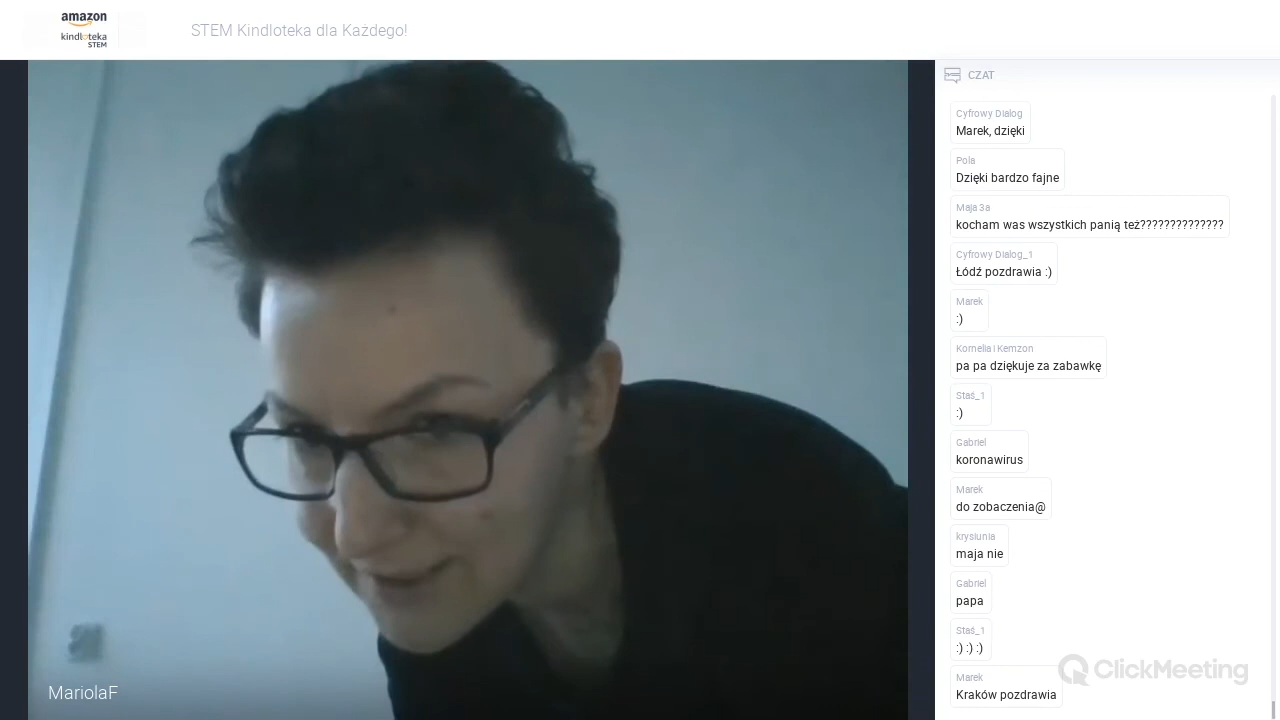 amazon
kindloteka
STEM
STEM Kindloteka dla Każdego!
CZAT
Cyfrowy Dialog
Marek, dzięki
Pola
Dzięki bardzo fajne
Maja 3a
kocham was wszystkich panią też??????????????
Cyfrowy Dialog_1
Łódź pozdrawia :)
Marek
:)
Kornelia i Kemzon
pa pa dziękuje za zabawkę
Staś_1
:)
Gabriel
koronawirus
Marek
do zobaczenia@
krysiunia
maja nie
Gabriel
papa
Staś_1
:) :) :)
Marek
Kraków pozdrawia
ClickMeeting
MariolaF